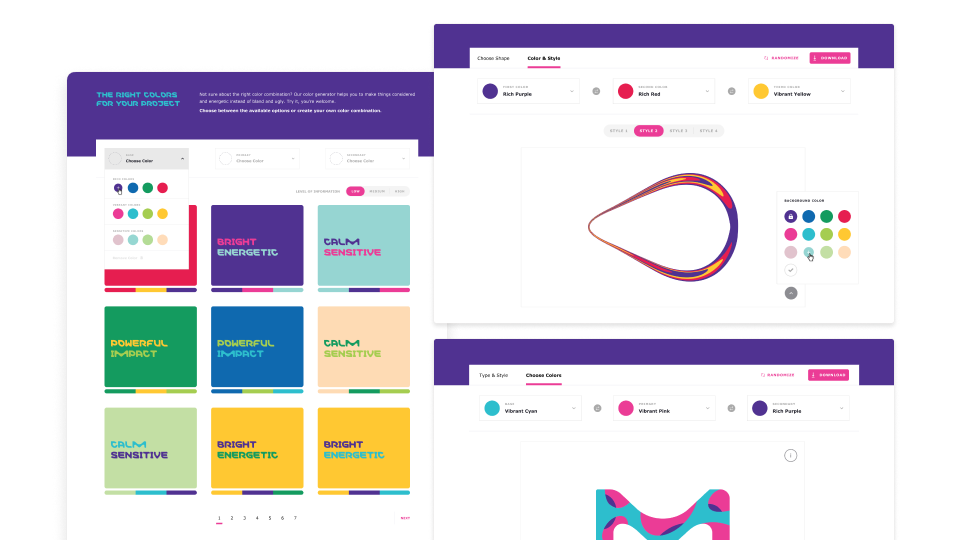 THE RIGHT COLORS
FOR YOUR PROJECT
Not sure about the right color combination? Our color generator helps you to make things considered
and energetic instead of bland and ugly. Try it, you're welcome.
Choose between the available options or create your own color combination.
BASE
Choose Color
PRIMARY
Choose Color
SECONDARY
Choose Color
RICH COLORS
VIBRANT COLORS
SENSITIVE COLORS
LEVEL OF INFORMATION
LOW
MEDIUM
HIGH
BRIGHT
ENERGETIC
CALM
SENSITIVE
POWERFUL
IMPACT
POWERFUL
IMPACT
CALM
SENSITIVE
CALM
SENSITIVE
BRIGHT
ENERGETIC
BRIGHT
ENERGETIC
1 2 3 4 5 6 7
NEXT
Choose Shape
Color & Style
RANDOMIZE
DOWNLOAD
FIRST COLOR
Rich Purple
SECOND COLOR
Rich Red
THIRD COLOR
Vibrant Yellow
STYLE 1
STYLE 2
STYLE 3
STYLE 4
BACKGROUND COLOR
Type & Style
Choose Colors
RANDOMIZE
DOWNLOAD
BASE
Vibrant Cyan
PRIMARY
Vibrant Pink
SECONDARY
Rich Purple